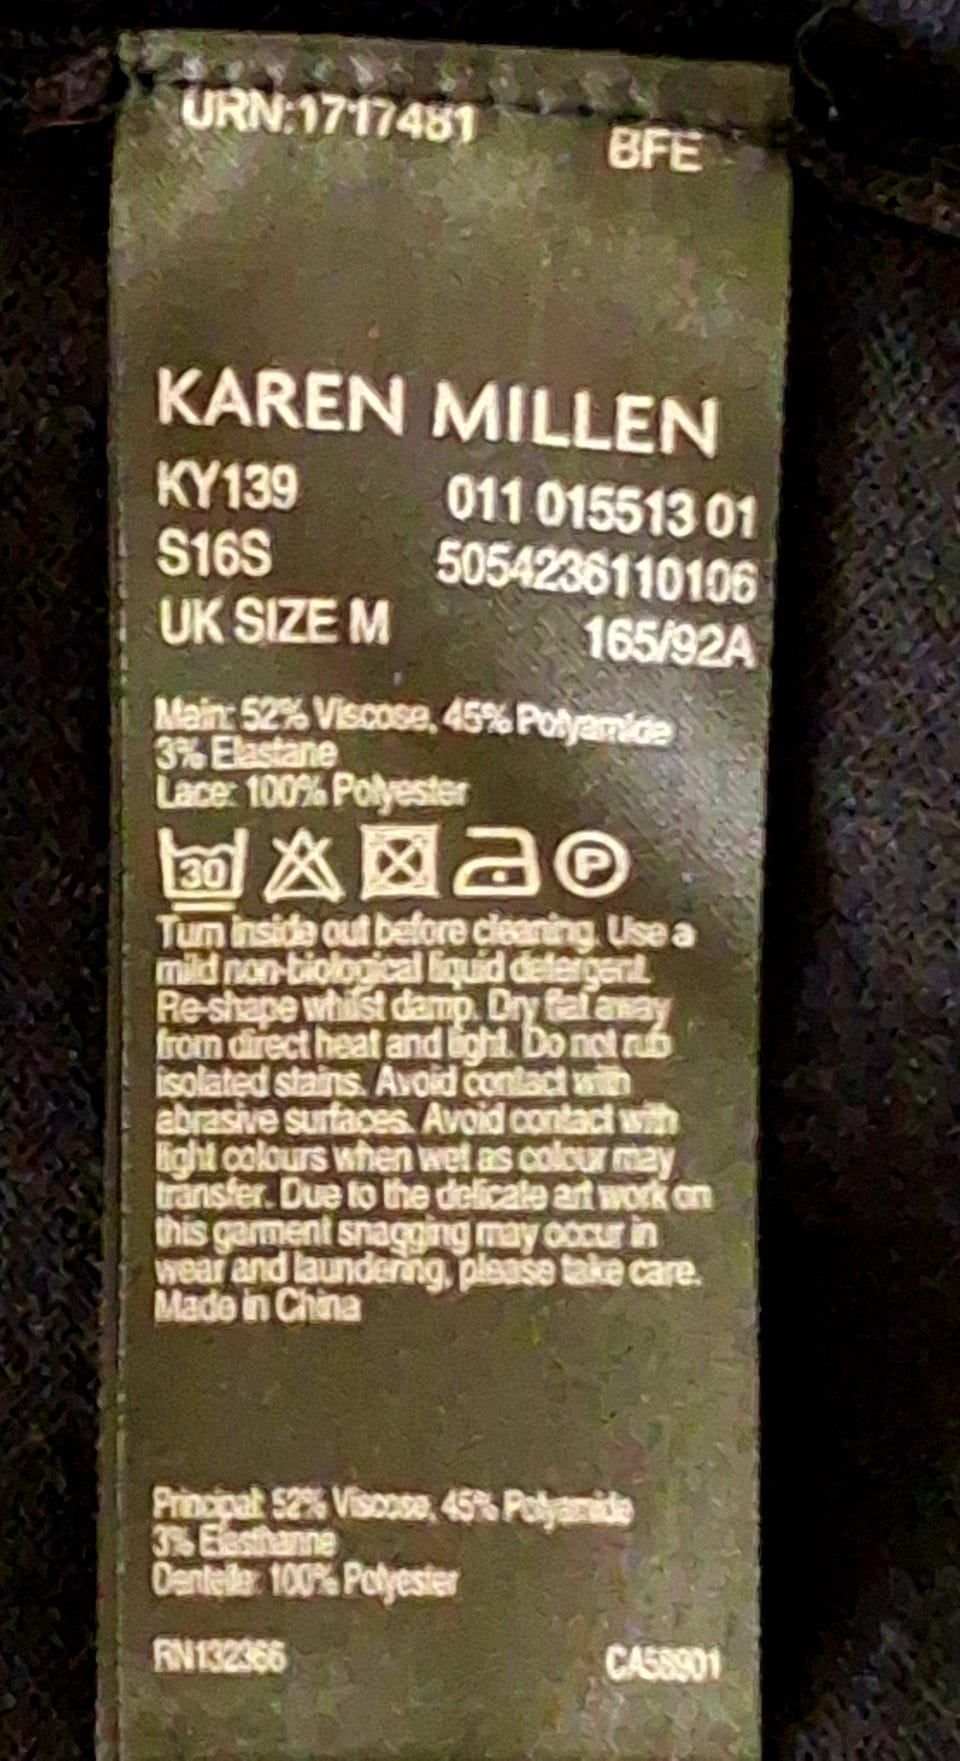 URN:1717481 BFE
KAREN MILLEN
KY139 011 015513 01
S16S 5054236110106
UK SIZE M 165/92A
Main: 52% Viscose, 45% Polyamide
3% Elastane
Lace: 100% Polyester
30 P
Turn inside out before cleaning. Use a
mild non-biological liquid detergent.
Re-shape whilst damp. Dry flat away
from direct heat and light. Do not rub
isolated stains. Avoid contact with
abrasive surfaces. Avoid contact with
light colours when wet as colour may
transfer. Due to the delicate art work on
this garment snagging may occur in
wear and laundering, please take care.
Made in China
Principal: 52% Viscose, 45% Polyamide
3% Elasthanne
Dentelle: 100% Polyester
RN132366 CA58901